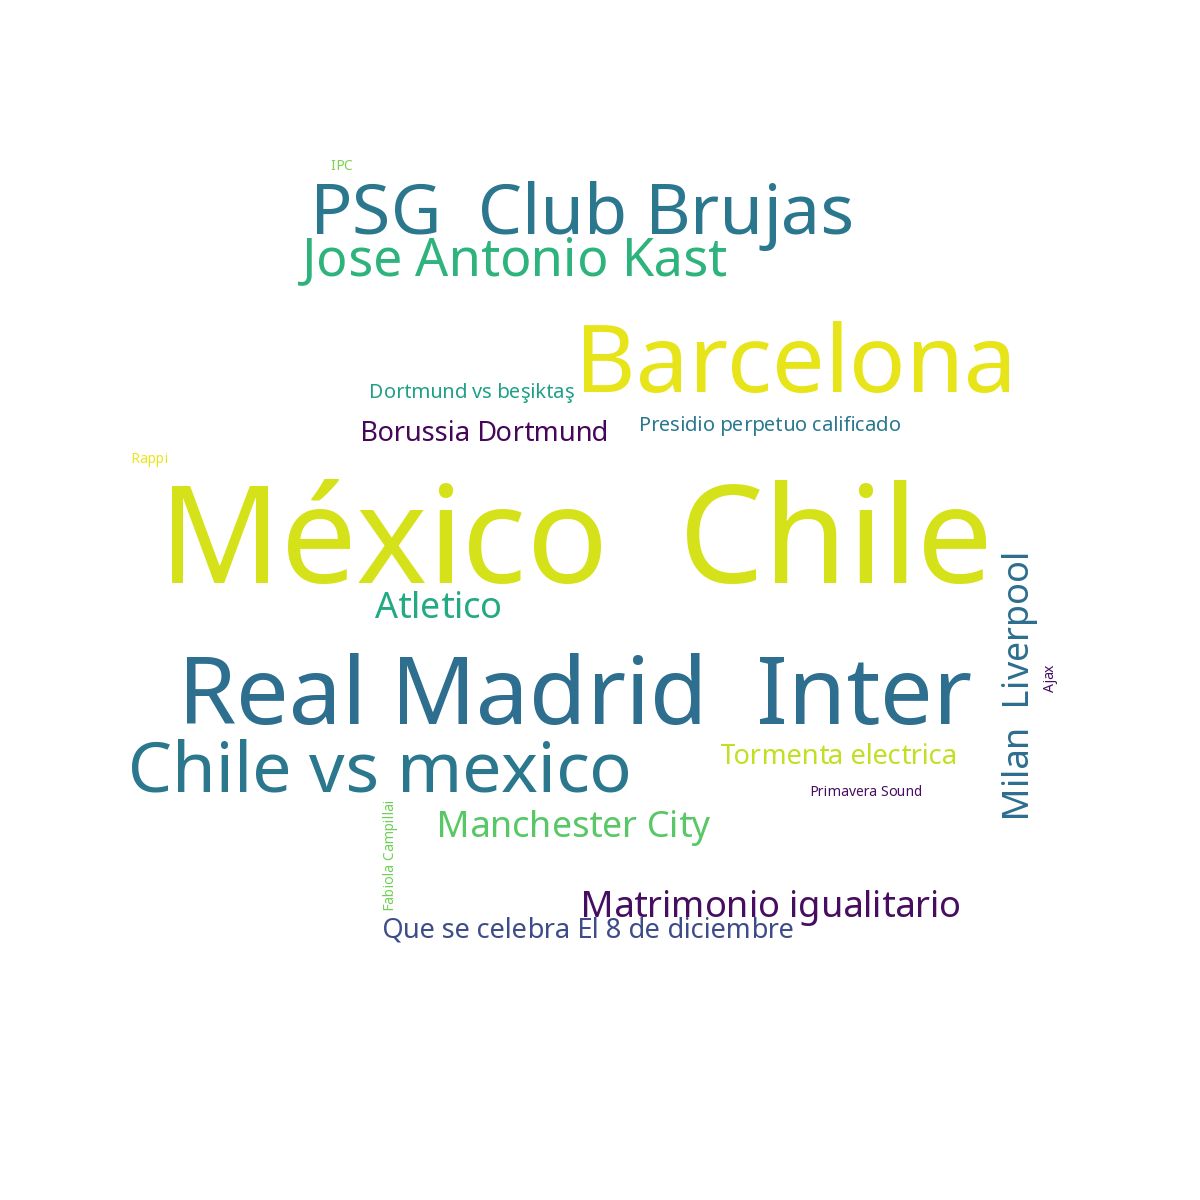 IPC
PSG  Club Brujas
Jose Antonio Kast
Barcelona
Dortmund vs beşiktaş
Presidio perpetuo calificado
Borussia Dortmund
Rappi
México  Chile
Atletico
Milan  Liverpool
Ajax
Real Madrid  Inter
Chile vs mexico
Tormenta electrica
Primavera Sound
Manchester City
Fabiola Campillai
Matrimonio igualitario
Que se celebra El 8 de diciembre